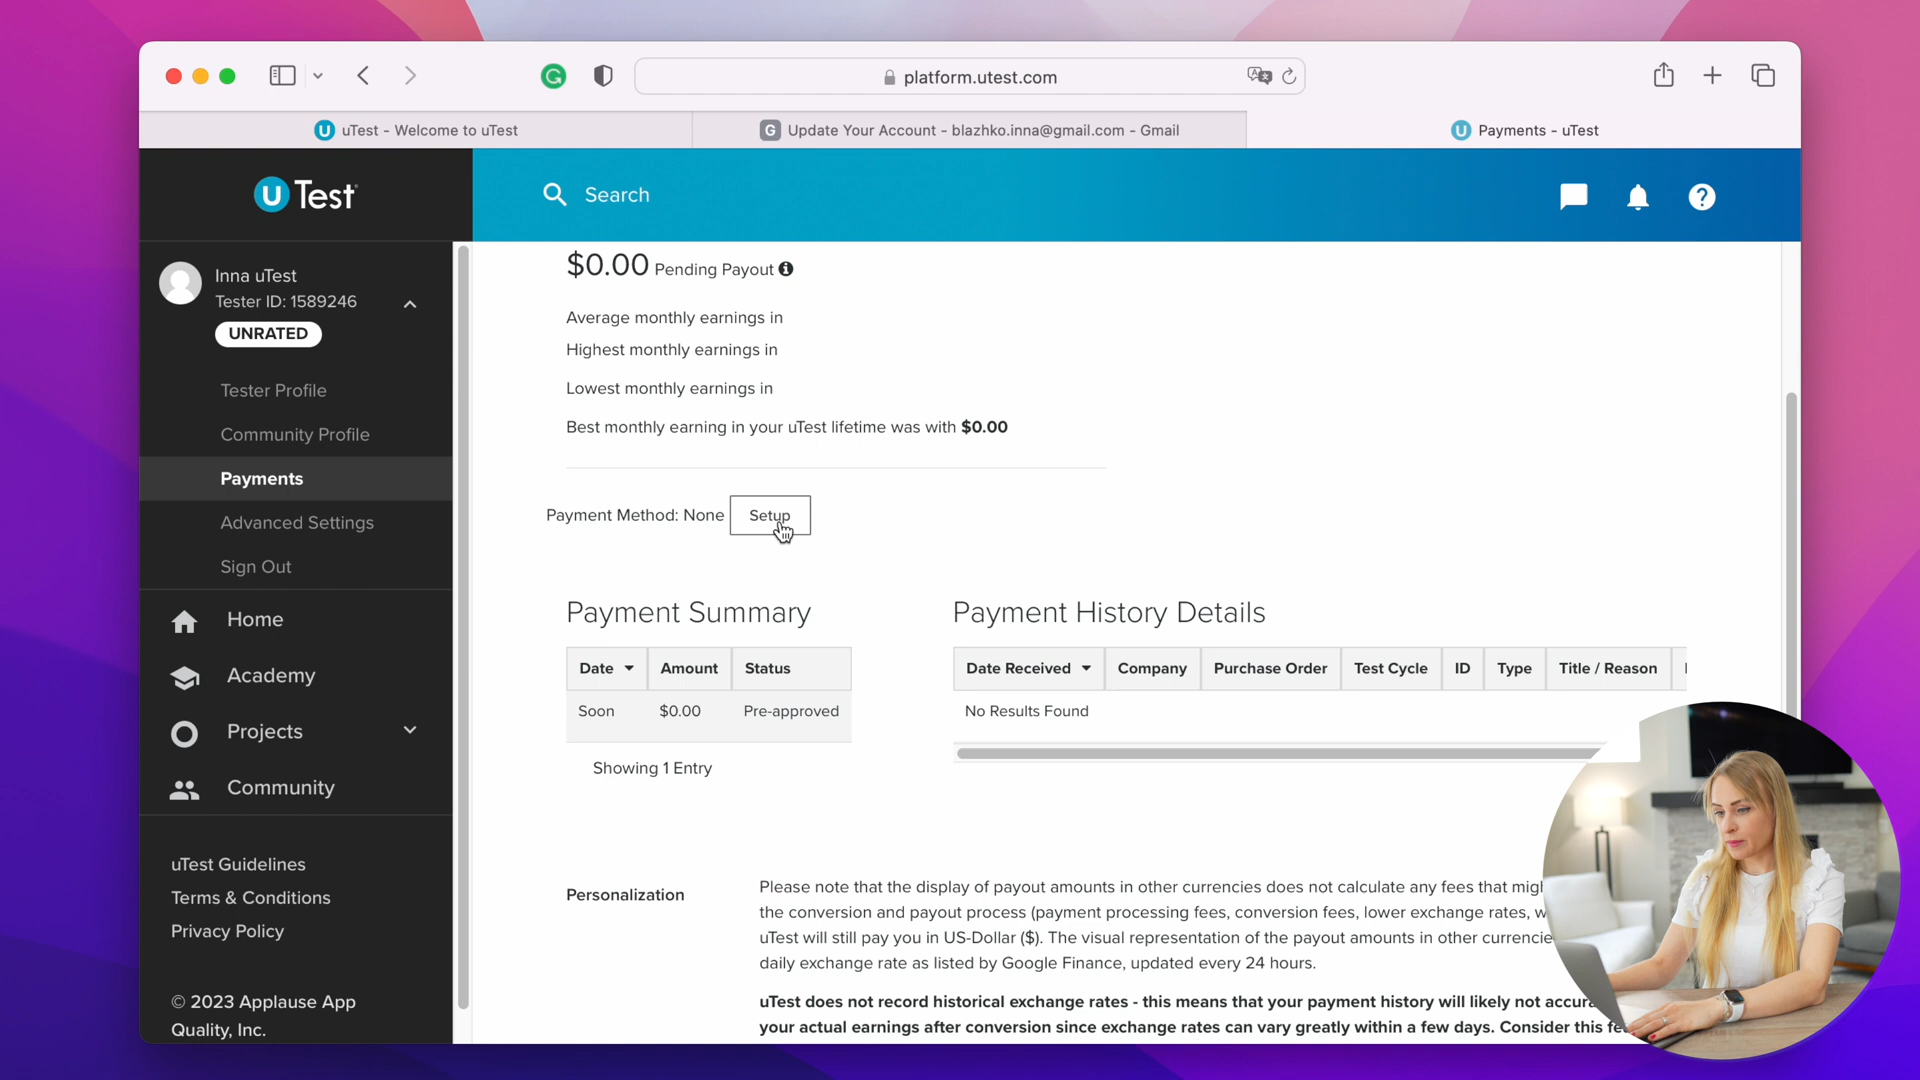 platform.utest.com
uTest - Welcome to uTest
Update Your Account - blazhko.inna@gmail.com - Gmail
Payments - uTest
uTest
Search
Inna uTest
Tester ID: 1589246
UNRATED
Tester Profile
Community Profile
Payments
Advanced Settings
Sign Out
Home
Academy
Projects
Community
uTest Guidelines
Terms & Conditions
Privacy Policy
© 2023 Applause App
Quality, Inc.
$0.00 Pending Payout
Average monthly earnings in
Highest monthly earnings in
Lowest monthly earnings in
Best monthly earning in your uTest lifetime was with $0.00
Payment Method: None Setup
Payment Summary
Date Amount Status
Soon $0.00 Pre-approved
Showing 1 Entry
Payment History Details
Date Received Company Purchase Order Test Cycle ID Type Title / Reason
No Results Found
Personalization
Please note that the display of payout amounts in other currencies does not calculate any fees that
the conversion and payout process (payment processing fees, conversion fees, lower exchange rates,
uTest will still pay you in US-Dollar ($). The visual representation of the payout amounts in other
daily exchange rate as listed by Google Finance, updated every 24 hours.
uTest does not record historical exchange rates - this means that your payment history will likely not
your actual earnings after conversion since exchange rates can vary greatly within a few days. Consider this